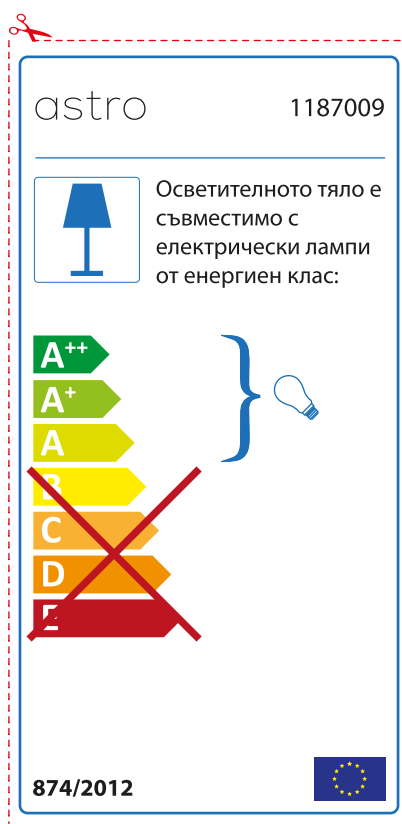 astro
1187009
Осветителното тяло е
съвместимо с
електрически лампи
от енергиен клас:
A++
A+
A
B
C
D
E
874/2012